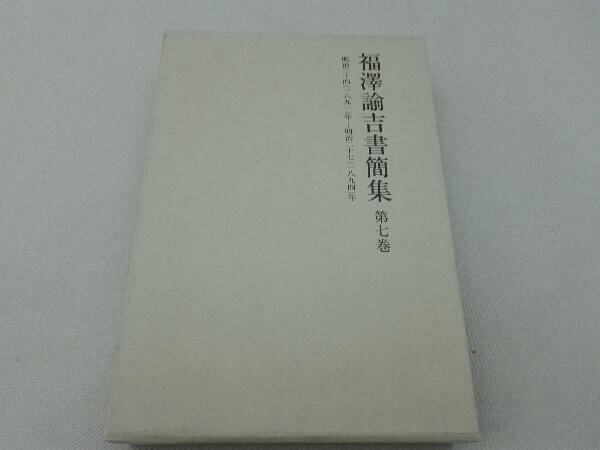 福澤諭吉書簡集 第七巻
明治二十四(一八九一)年―明治二十七(一八九四)年